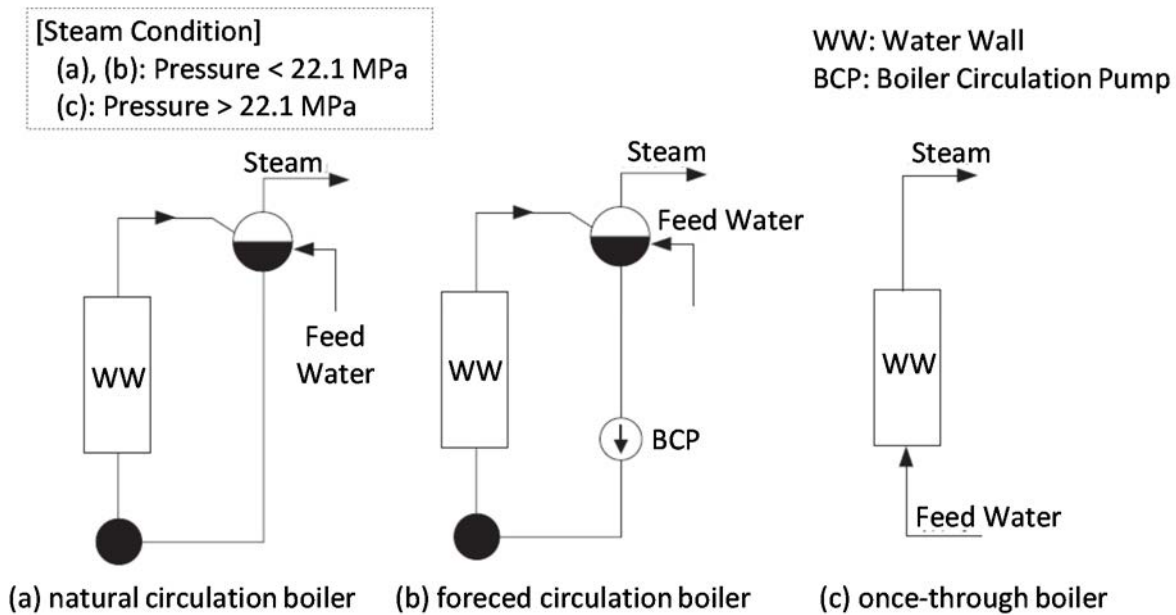 [Steam Condition]
(a), (b): Pressure < 22.1 MPa
(c): Pressure > 22.1 MPa
WW: Water Wall
BCP: Boiler Circulation Pump
Steam
Feed
Water
WW
(a) natural circulation boiler
Steam
Feed Water
WW
BCP
(b) foreced circulation boiler
Steam
WW
Feed Water
(c) once-through boiler